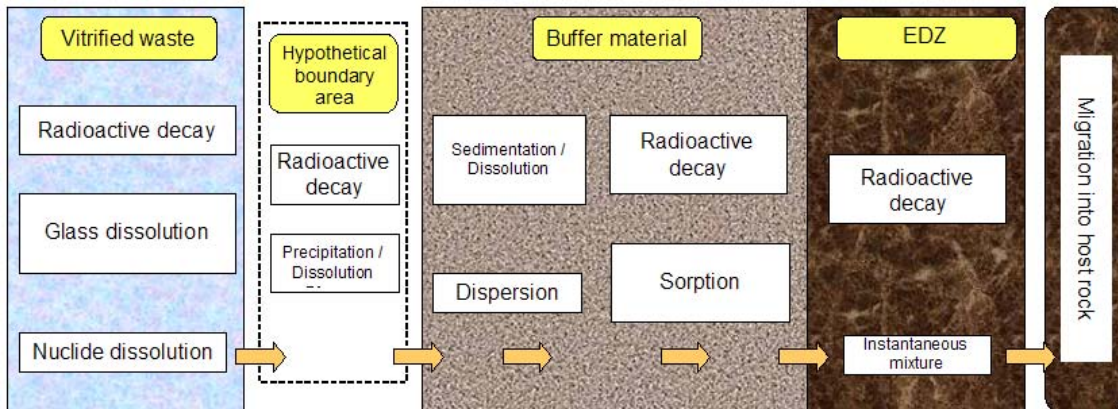 Vitrified waste
Radioactive decay
Glass dissolution
Nuclide dissolution
Hypothetical
boundary
area
Radioactive
decay
Precipitation /
Dissolution
Buffer material
Sedimentation /
Dissolution
Dispersion
Radioactive
decay
Sorption
EDZ
Radioactive
decay
Instantaneous
mixture
Migration into host rock